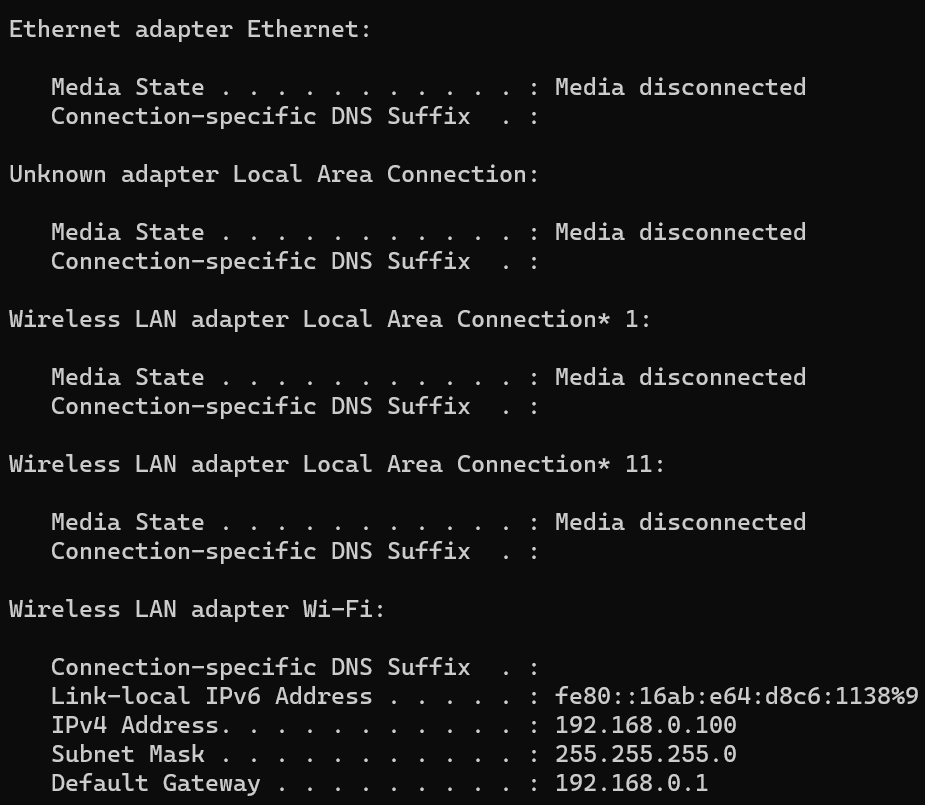 Ethernet adapter Ethernet:
   Media State . . . . . . . . . . . : Media disconnected
   Connection-specific DNS Suffix  . :
Unknown adapter Local Area Connection:
   Media State . . . . . . . . . . . : Media disconnected
   Connection-specific DNS Suffix  . :
Wireless LAN adapter Local Area Connection* 1:
   Media State . . . . . . . . . . . : Media disconnected
   Connection-specific DNS Suffix  . :
Wireless LAN adapter Local Area Connection* 11:
   Media State . . . . . . . . . . . : Media disconnected
   Connection-specific DNS Suffix  . :
Wireless LAN adapter Wi-Fi:
   Connection-specific DNS Suffix  . :
   Link-local IPv6 Address . . . . . : fe80::16ab:e64:d8c6:1138%9
   IPv4 Address. . . . . . . . . . . : 192.168.0.100
   Subnet Mask . . . . . . . . . . . : 255.255.255.0
   Default Gateway . . . . . . . . . : 192.168.0.1